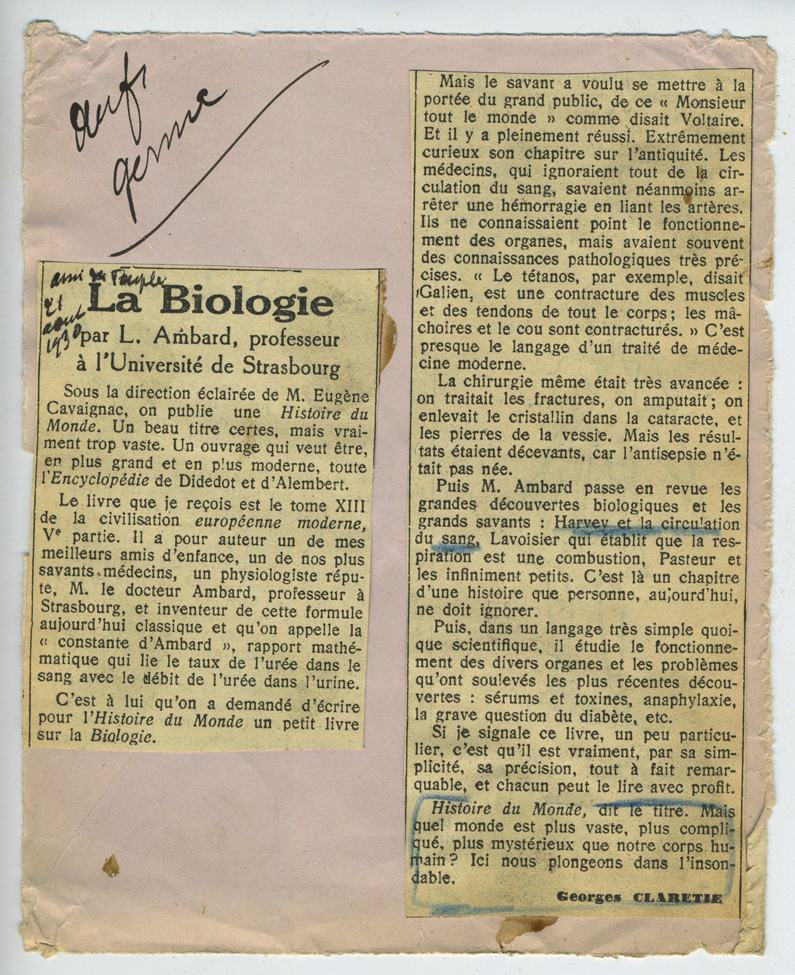 germe
ami du Peuple
21
août
1930
La Biologie
par L. Ambard, professeur
à l'Université de Strasbourg
Sous la direction éclairée de M. Eugène
Cavaignac, on publie une Histoire du
Monde. Un beau titre certes, mais vrai-
ment trop vaste. Un ouvrage qui veut être,
en plus grand et en plus moderne, toute
l'Encyclopédie de Didedot et d'Alembert.
Le livre que je reçois est le tome XIII
de la civilisation européenne moderne,
Ve partie. Il a pour auteur un de mes
meilleurs amis d'enfance, un de nos plus
savants médecins, un physiologiste répu-
te, M. le docteur Ambard, professeur à
Strasbourg, et inventeur de cette formule
aujourd'hui classique et qu'on appelle la
« constante d'Ambard », rapport mathé-
matique qui lie le taux de l'urée dans le
sang avec le débit de l'urée dans l'urine.
C'est à lui qu'on a demandé d'écrire
pour l'Histoire du Monde un petit livre
sur la Biologie.
Mais le savant a voulu se mettre à la
portée du grand public, de ce « Monsieur
tout le monde » comme disait Voltaire.
Et il y a pleinement réussi. Extrêmement
curieux son chapitre sur l'antiquité. Les
médecins, qui ignoraient tout de la cir-
culation du sang, savaient néanmoins ar-
rêter une hémorragie en liant les artères.
Ils ne connaissaient point le fonctionne-
ment des organes, mais avaient souvent
des connaissances pathologiques très pré-
cises. « Le tétanos, par exemple, disait
Galien, est une contracture des muscles
et des tendons de tout le corps ; les mâ-
choires et le cou sont contracturés. » C'est
presque le langage d'un traité de méde-
cine moderne.
La chirurgie même était très avancée :
on traitait les fractures, on amputait ; on
enlevait le cristallin dans la cataracte, et
les pierres de la vessie. Mais les résul-
tats étaient décevants, car l'antisepsie n'é-
tait pas née.
Puis M. Ambard passe en revue les
grandes découvertes biologiques et les
grands savants : Harvey et la circulation
du sang, Lavoisier qui établit que la res-
piration est une combustion, Pasteur et
les infiniment petits. C'est là un chapitre
d'une histoire que personne, aujourd'hui,
ne doit ignorer.
Puis, dans un langage très simple quoi-
que scientifique, il étudie le fonctionne-
ment des divers organes et les problèmes
qu'ont soulevés les plus récentes décou-
vertes : sérums et toxines, anaphylaxie,
la grave question du diabète, etc.
Si je signale ce livre, un peu particu-
lier, c'est qu'il est vraiment, par sa sim-
plicité, sa précision, tout à fait remar-
quable, et chacun peut le lire avec profit.
Histoire du Monde, dit le titre. Mais
quel monde est plus vaste, plus compli-
qué, plus mystérieux que notre corps hu-
main ? Ici nous plongeons dans l'inson-
dable.
Georges CLARETIE